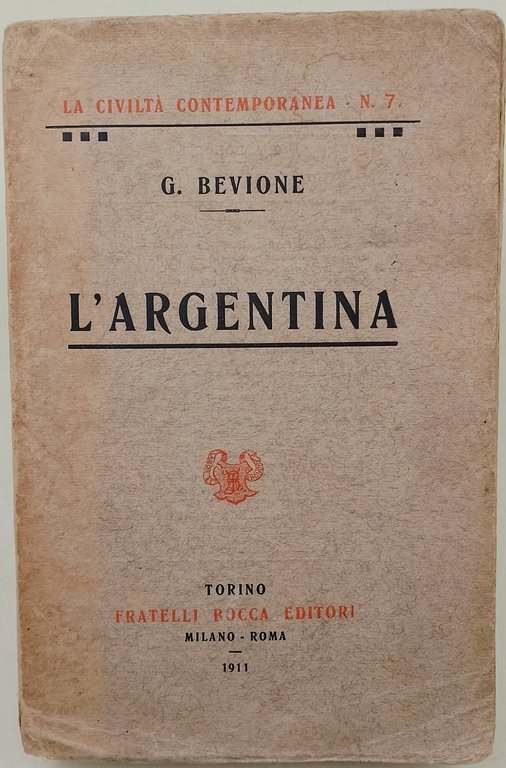 LA CIVILTÀ CONTEMPORANEA - N. 7.
G. BEVIONE
L'ARGENTINA
TORINO
FRATELLI BOCCA EDITORI
MILANO - ROMA
1911